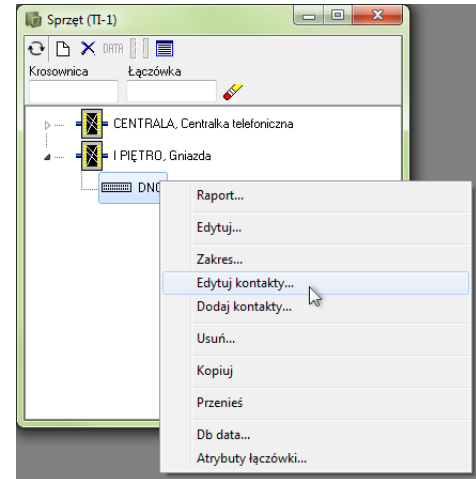 Sprzęt (TI-1)
DATA
Krosownica Łączówka
CENTRALA, Centralka telefoniczna
I PIĘTRO, Gniazda
Raport...
Edytuj...
Zakres...
Edytuj kontakty...
Dodaj kontakty...
Usuń...
Kopiuj
Przenieś
Db data...
Atrybuty łączówki...